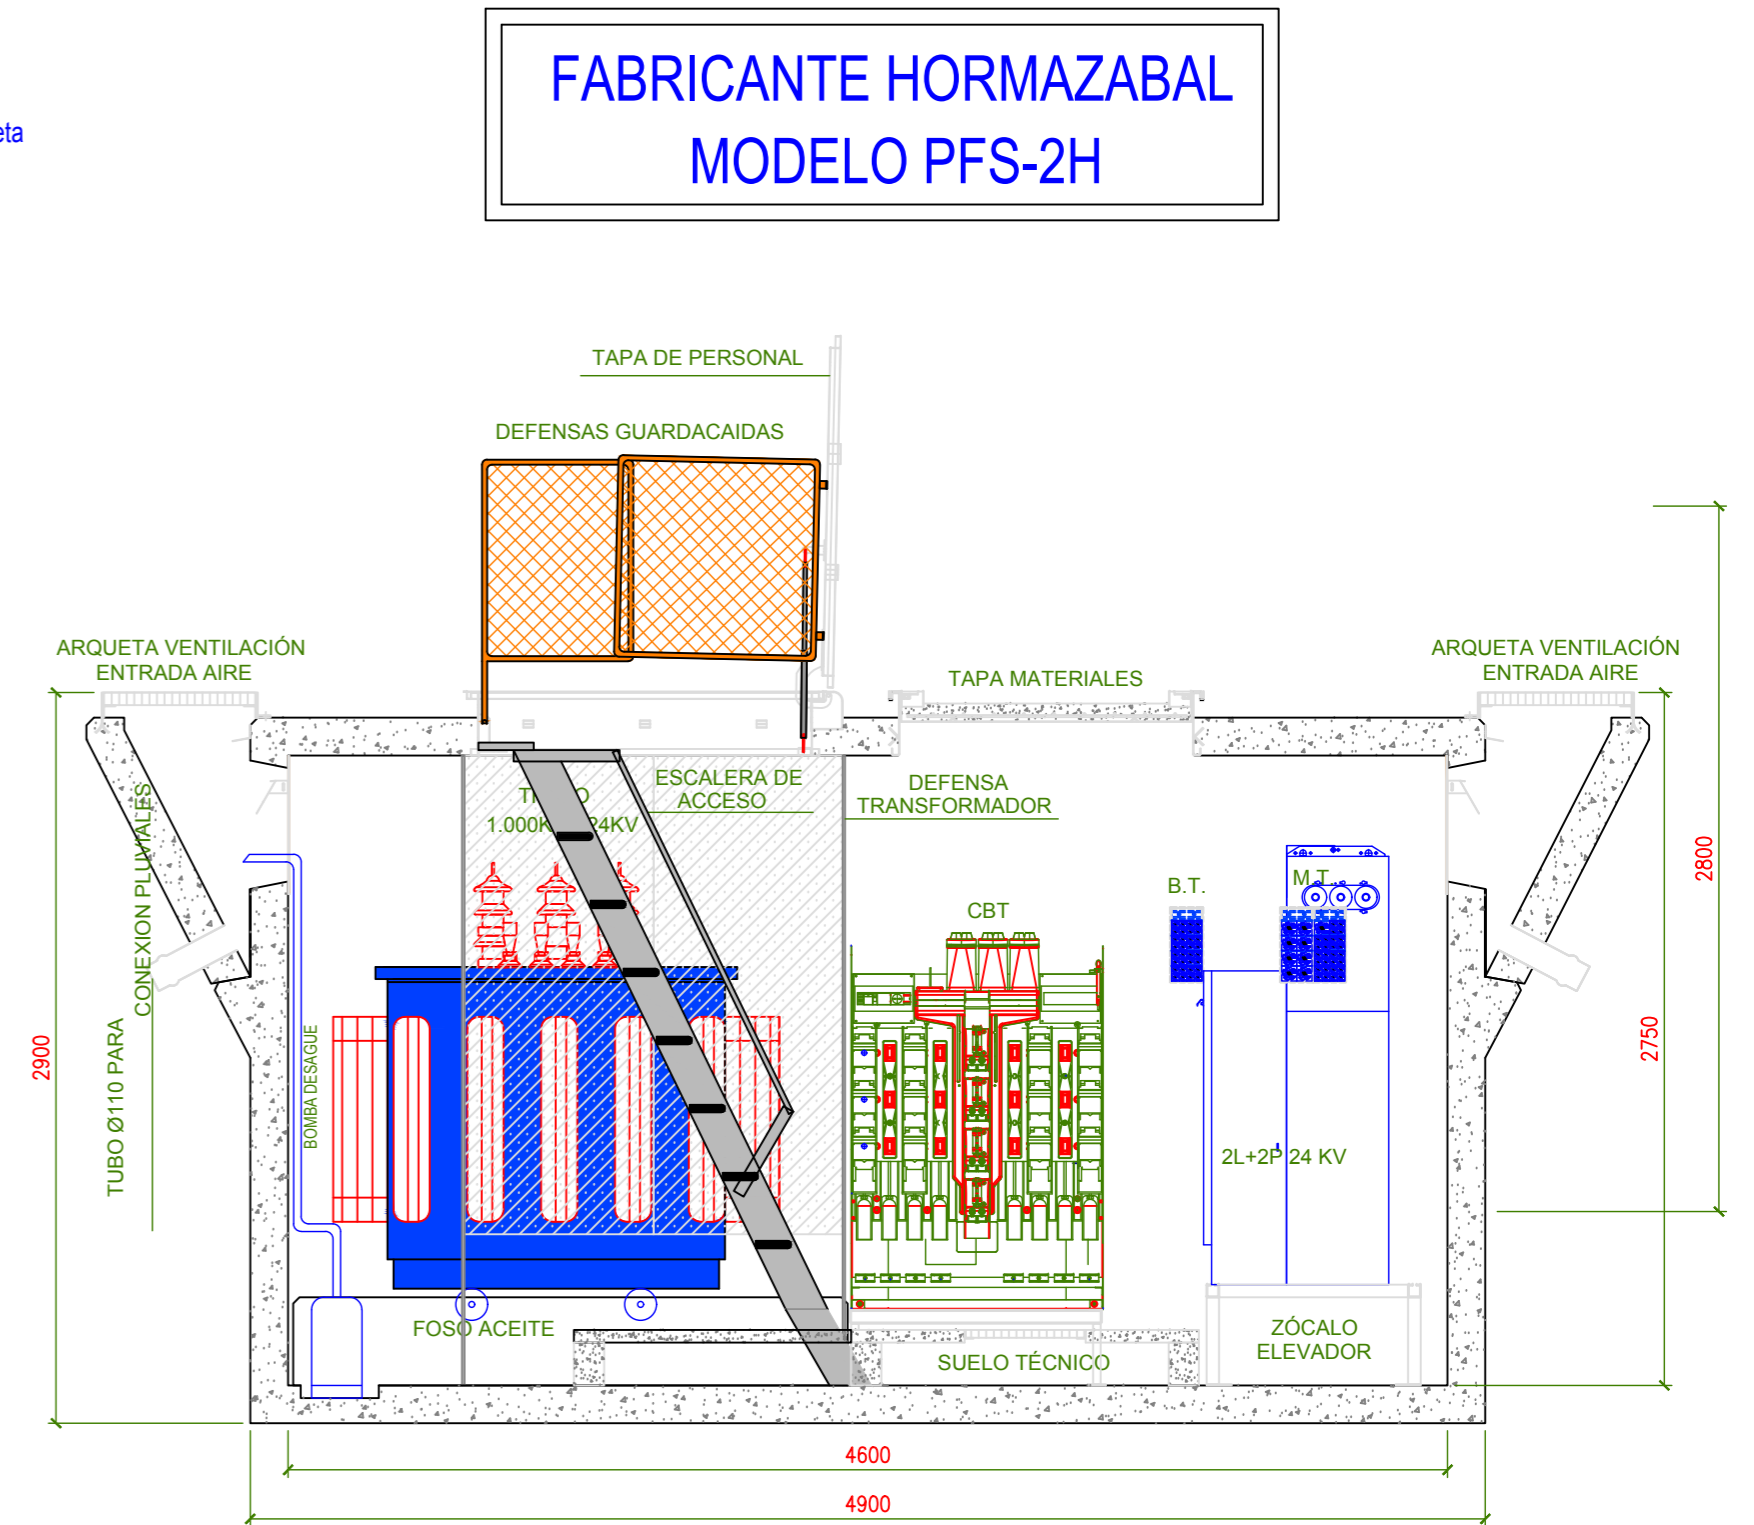 eta
FABRICANTE HORMAZABAL
MODELO PFS-2H
TAPA DE PERSONAL
DEFENSAS GUARDACAIDAS
ARQUETA VENTILACIÓN
ENTRADA AIRE
TAPA MATERIALES
ARQUETA VENTILACIÓN
ENTRADA AIRE
ESCALERA DE
ACCESO
DEFENSA
TRANSFORMADOR
24KV
TUBO Ø110 PARA
CONEXION PLUVIALES
BOMBA DESAGUE
CBT
B.T.
M.T.
2L+2P 24 KV
FOSO ACEITE
SUELO TÉCNICO
ZÓCALO
ELEVADOR
2900
2800
2750
4600
4900